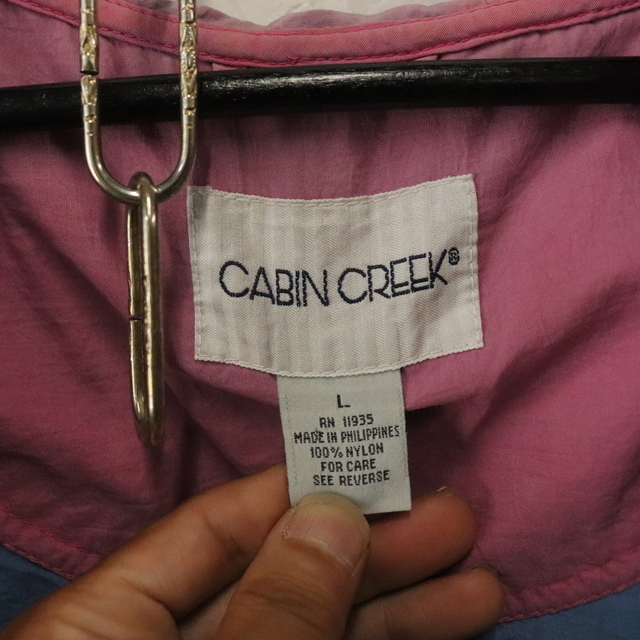 CABIN CREEK®
L
RN 11935
MADE IN PHILIPPINES
100% NYLON
FOR CARE
SEE REVERSE